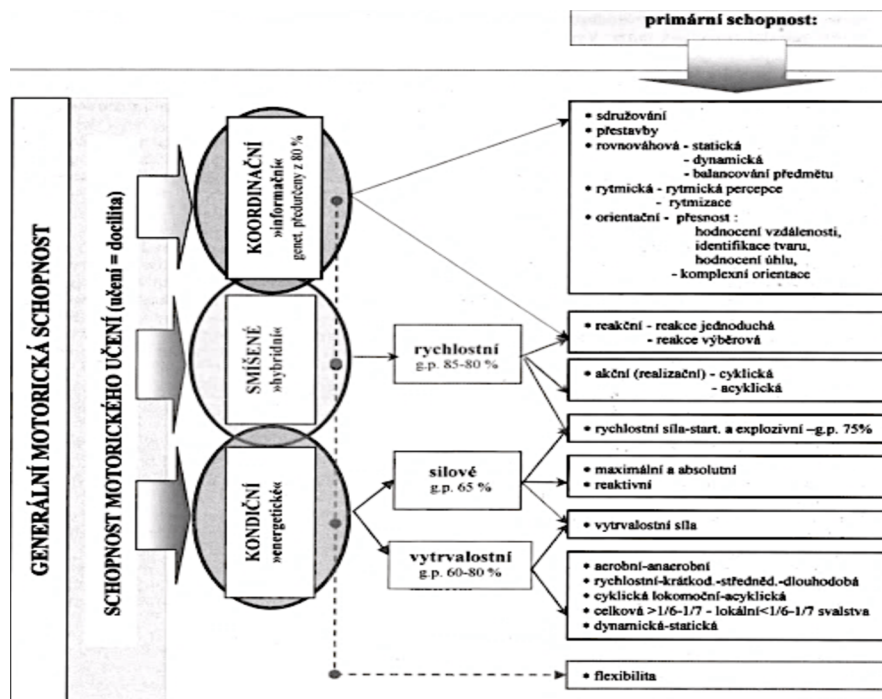 primární schopnost:
GENERÁLNÍ MOTORICKÁ SCHOPNOST
SCHOPNOST MOTORICKÉHO UČENÍ (učení = docilita)
KOORDINAČNÍ
»informační«
genet. předurčeny z 80 %
SMÍŠENÉ
»hybridní«
KONDIČNÍ
»energetické«
rychlostní
g.p. 85-80 %
silové
g.p. 65 %
vytrvalostní
g.p. 60-80 %
• sdružování
• přestavby
• rovnováhová - statická
- dynamická
- balancování předmětu
• rytmická - rytmická percepce
- rytmizace
• orientační - přesnost :
hodnocení vzdálenosti,
identifikace tvaru,
hodnocení úhlu,
- komplexní orientace
• reakční - reakce jednoduchá
- reakce výběrová
• akční (realizační) - cyklická
- acyklická
• rychlostní síla-start. a explozivní –g.p. 75%
• maximální a absolutní
• reaktivní
• vytrvalostní síla
• aerobní-anaerobní
• rychlostní-krátkod.-středněd.-dlouhodobá
• cyklická lokomoční-acyklická
• celková >1/6-1/7 - lokální<1/6-1/7 svalstva
• dynamická-statická
• flexibilita